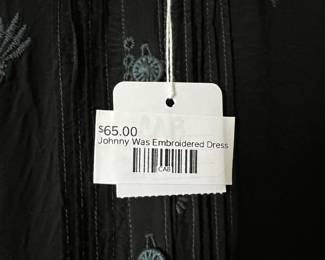 $65.00
Johnny Was Embroidered Dress
CAB